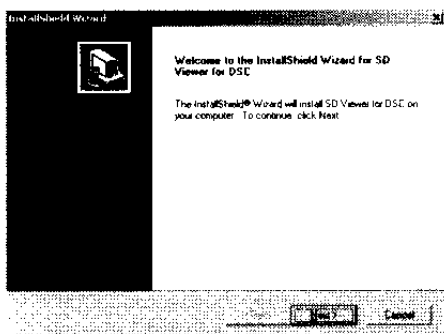 InstallShield Wizard
Welcome to the InstallShield Wizard for SD
Viewer for DSC
The InstallShield® Wizard will install SD Viewer for DSC on
your computer. To continue, click Next
Next >
Cancel